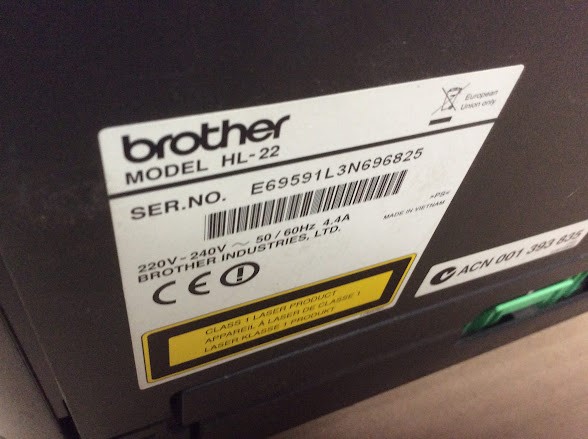 brother
European
Union only
MODEL HL-22
SER.NO. E69591L3N696825
>PS<
220V-240V ~ 50/60Hz 4.4A
MADE IN VIETNAM
BROTHER INDUSTRIES, LTD.
CE
CLASS 1 LASER PRODUCT
APPAREIL À LASER DE CLASSE 1
LASER KLASSE 1 PRODUKT
ACN 001 393 835